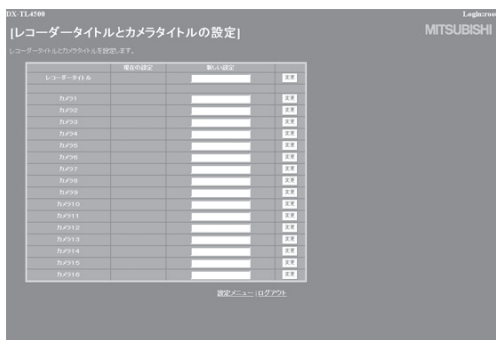 DX-TL4500
Login:roo
[レコーダータイトルとカメラタイトルの設定]
MITSUBISHI
レコーダータイトルとカメラタイトルを設定します。
現在の設定 新しい設定
レコーダータイトル 変更
カメラ1 変更
カメラ2 変更
カメラ3 変更
カメラ4 変更
カメラ5 変更
カメラ6 変更
カメラ7 変更
カメラ8 変更
カメラ9 変更
カメラ10 変更
カメラ11 変更
カメラ12 変更
カメラ13 変更
カメラ14 変更
カメラ15 変更
カメラ16 変更
設定メニュー | ログアウト